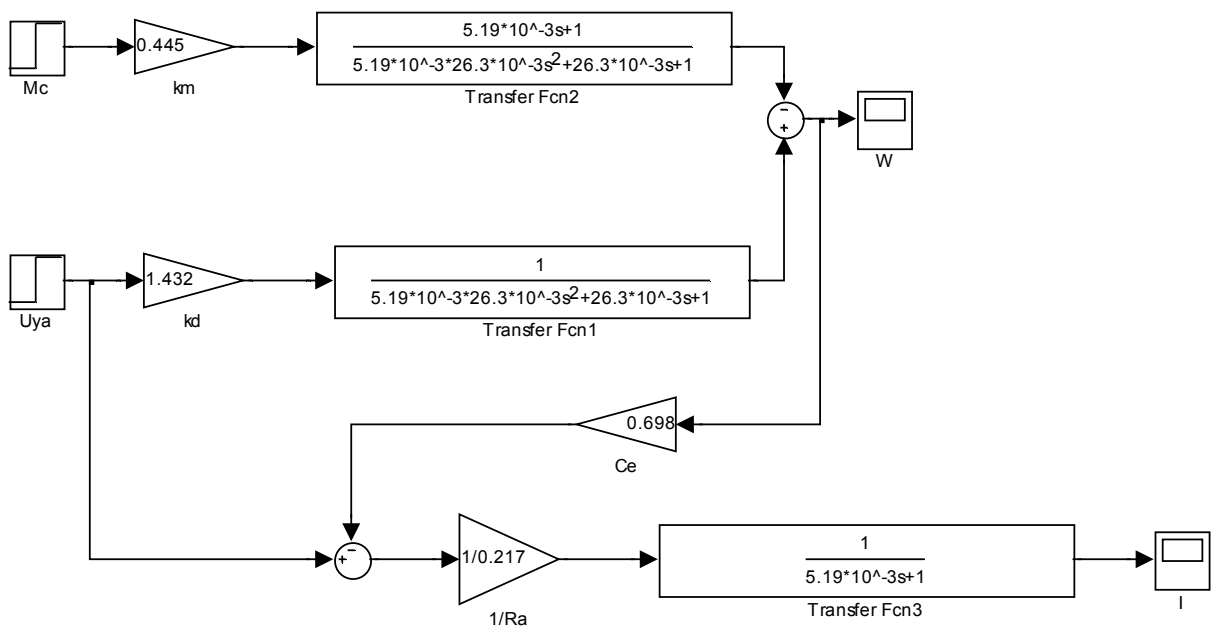 0.445
5.19*10^-3s+1
5.19*10^-3*26.3*10^-3s2+26.3*10^-3s+1
Mc
km
Transfer Fcn2
-
+
W
1.432
1
5.19*10^-3*26.3*10^-3s2+26.3*10^-3s+1
Uya
kd
Transfer Fcn1
0.698
Ce
+ -
1/0.217
1
5.19*10^-3s+1
1/Ra
Transfer Fcn3
I